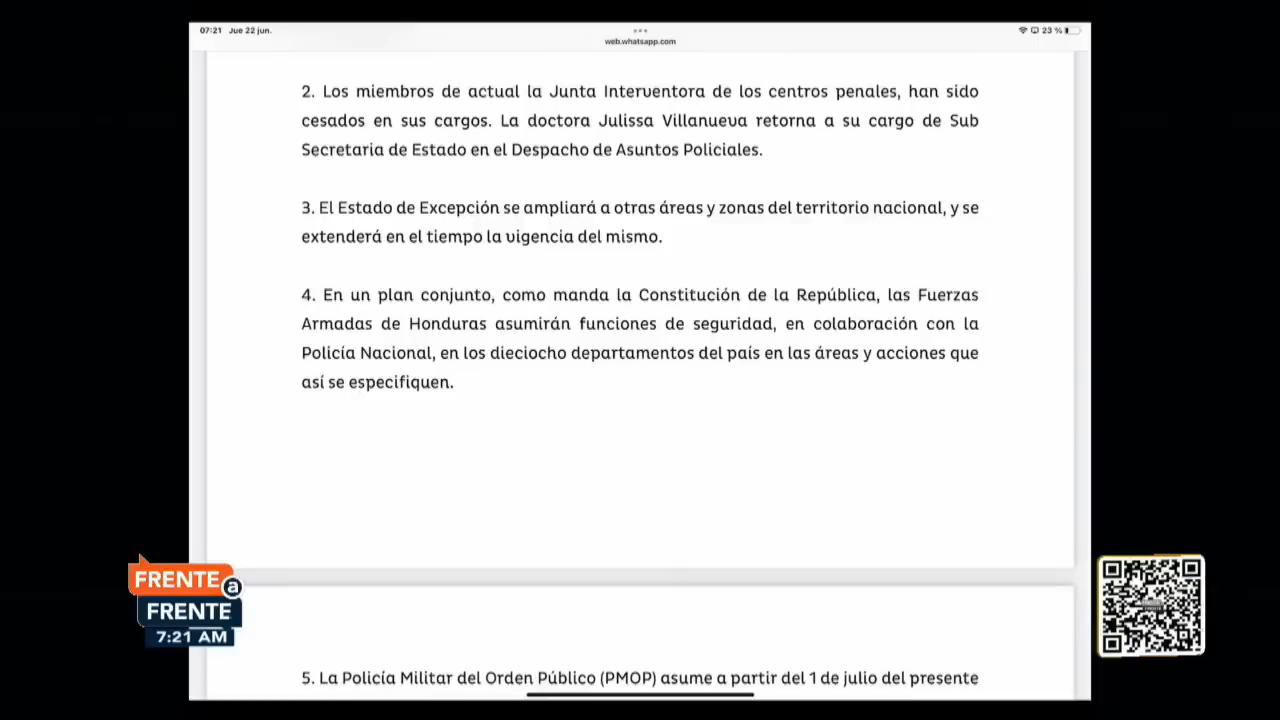 07:21 Jue 22 jun.
23 %
web.whatsapp.com
2. Los miembros de actual la Junta Interventora de los centros penales, han sido
cesados en sus cargos. La doctora Julissa Villanueva retorna a su cargo de Sub
Secretaria de Estado en el Despacho de Asuntos Policiales.
3. El Estado de Excepción se ampliará a otras áreas y zonas del territorio nacional, y se
extenderá en el tiempo la vigencia del mismo.
4. En un plan conjunto, como manda la Constitución de la República, las Fuerzas
Armadas de Honduras asumirán funciones de seguridad, en colaboración con la
Policía Nacional, en los dieciocho departamentos del país en las áreas y acciones que
así se especifiquen.
5. La Policía Militar del Orden Público (PMOP) asume a partir del 1 de julio del presente
FRENTE
a
FRENTE
7:21 AM